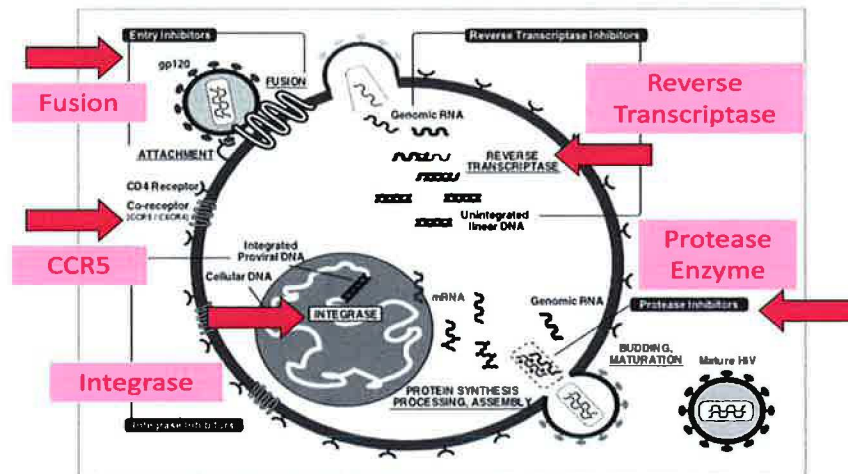 Entry Inhibitors
Reverse Transcriptase Inhibitors
gp120
FUSION
Fusion
Genomic RNA
Reverse
Transcriptase
ATTACHMENT
REVERSE
TRANSCRIPTASE
CD4 Receptor
Co-receptor
(CCR5 / CXCR4)
Unintegrated
linear DNA
CCR5
Integrated
Proviral DNA
Cellular DNA
Protease
Enzyme
mRNA
Genomic RNA
Protease Inhibitors
INTEGRASE
BUDDING,
MATURATION
Mature HIV
Integrase
PROTEIN SYNTHESIS
PROCESSING, ASSEMBLY
Integrase Inhibitors